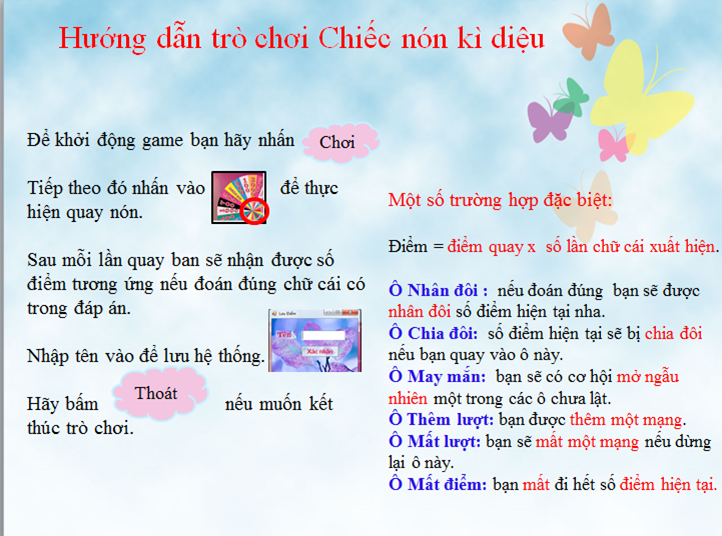 Hướng dẫn trò chơi Chiếc nón kì diệu
Để khởi động game bạn hãy nhấn Chơi
Tiếp theo đó nhấn vào để thực
hiện quay nón.
Sau mỗi lần quay ban sẽ nhận được số
điểm tương ứng nếu đoán đúng chữ cái có
trong đáp án.
Nhập tên vào để lưu hệ thống.
Lưu Điểm
Tên
Xác nhận
Hãy bấm Thoát nếu muốn kết
thúc trò chơi.
Một số trường hợp đặc biệt:
Điểm = điểm quay x số lần chữ cái xuất hiện.
Ô Nhân đôi : nếu đoán đúng bạn sẽ được
nhân đôi số điểm hiện tại nha.
Ô Chia đôi: số điểm hiện tại sẽ bị chia đôi
nếu bạn quay vào ô này.
Ô May mắn: bạn sẽ có cơ hội mở ngẫu
nhiên một trong các ô chưa lật.
Ô Thêm lượt: bạn được thêm một mạng.
Ô Mất lượt: bạn sẽ mất một mạng nếu dừng
lại ô này.
Ô Mất điểm: bạn mất đi hết số điểm hiện tại.